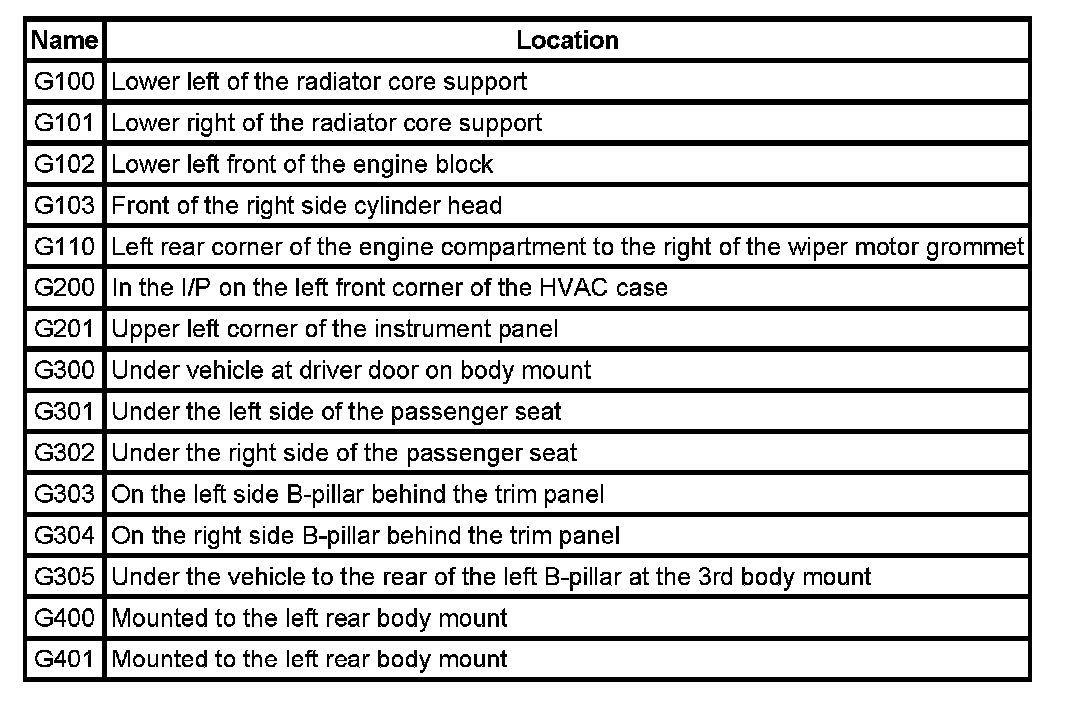 Name Location
G100 Lower left of the radiator core support
G101 Lower right of the radiator core support
G102 Lower left front of the engine block
G103 Front of the right side cylinder head
G110 Left rear corner of the engine compartment to the right of the wiper motor grommet
G200 In the I/P on the left front corner of the HVAC case
G201 Upper left corner of the instrument panel
G300 Under vehicle at driver door on body mount
G301 Under the left side of the passenger seat
G302 Under the right side of the passenger seat
G303 On the left side B-pillar behind the trim panel
G304 On the right side B-pillar behind the trim panel
G305 Under the vehicle to the rear of the left B-pillar at the 3rd body mount
G400 Mounted to the left rear body mount
G401 Mounted to the left rear body mount